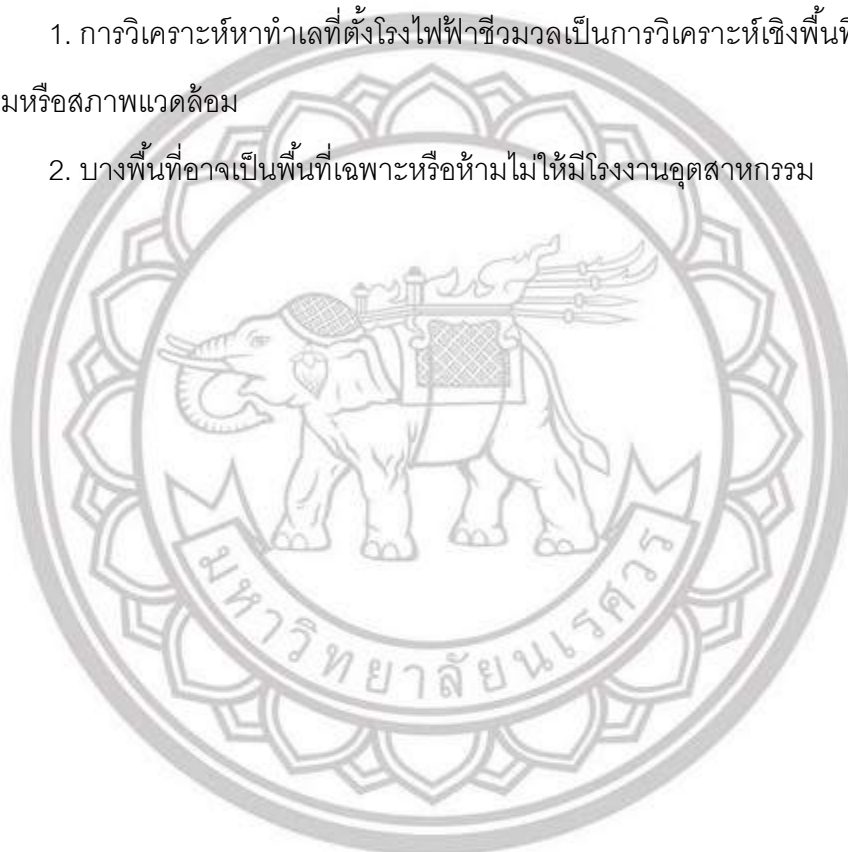 1. การวิเคราะห์หาทำเลที่ตั้งโรงไฟฟ้าชีวมวลเป็นการวิเคราะห์เชิงพื้นที่
มหรือสภาพแวดล้อม
2. บางพื้นที่อาจเป็นพื้นที่เฉพาะหรือห้ามไม่ให้มีโรงงานอุตสาหกรรม
มหาวิทยาลัยนเรศวร